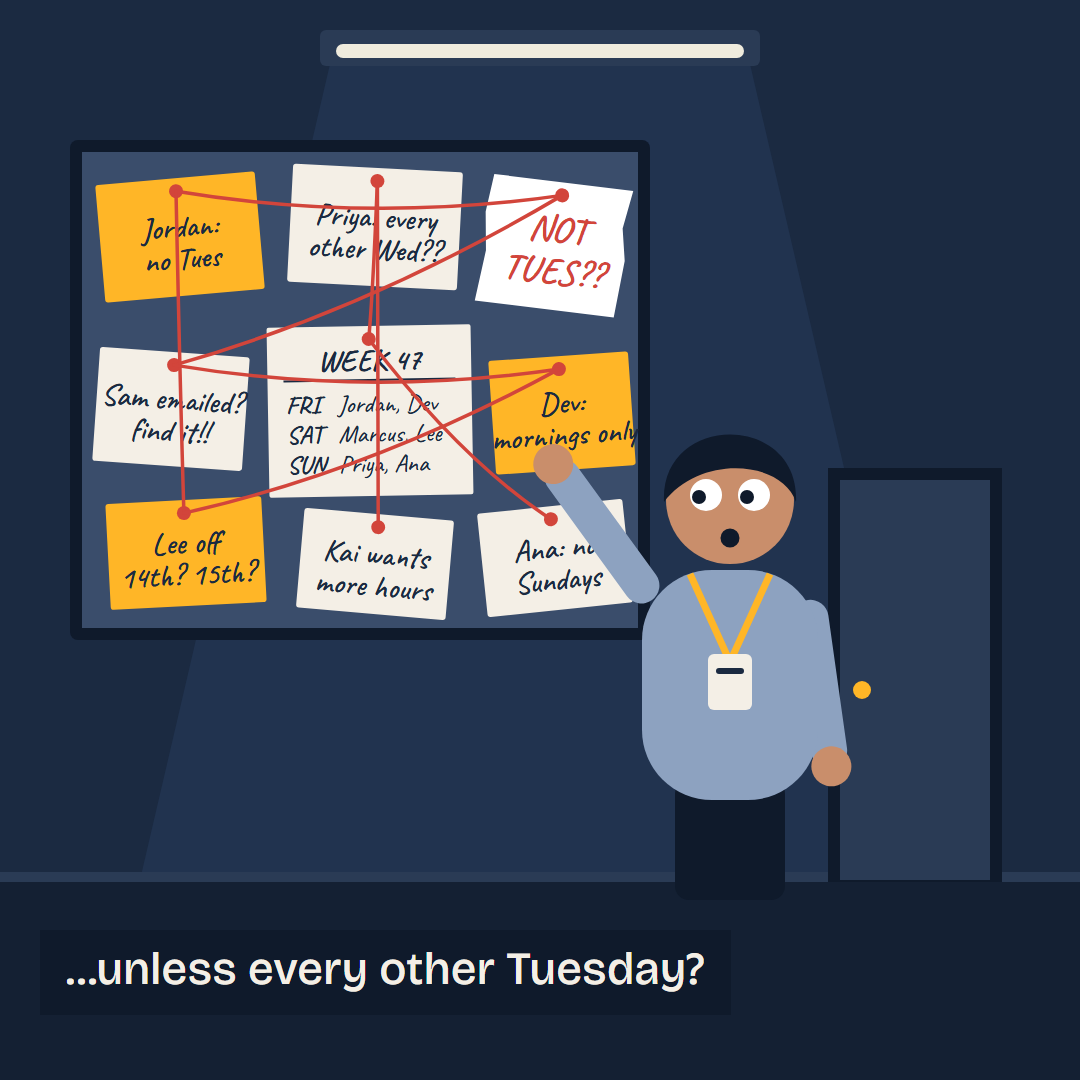 Jordan:
no Tues
Priya: every
other Wed??
NOT
TUES??
Sam emailed?
find it!!
WEEK 47
FRI Jordan, Dev
SAT Marcus, Lee
SUN Priya, Ana
Dev:
mornings only
Lee off
14th? 15th?
Kai wants
more hours
Ana:
Sundays
...unless every other Tuesday?